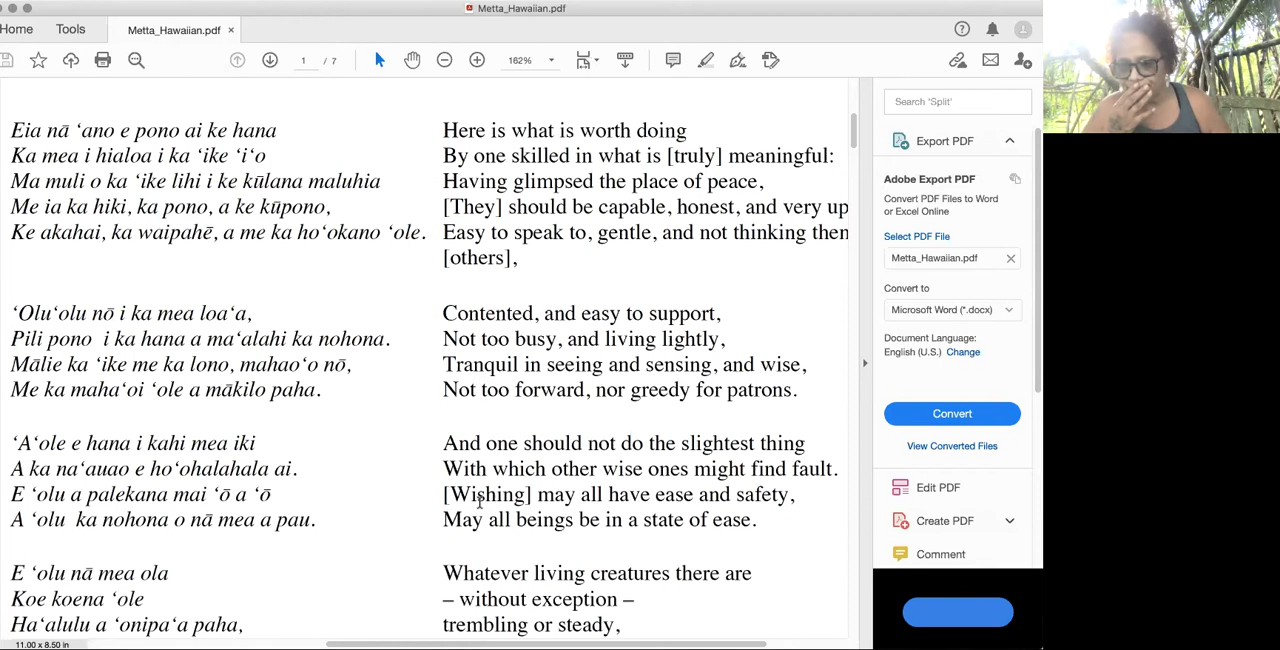 Metta_Hawaiian.pdf
Home Tools Metta_Hawaiian.pdf ×
1 / 7 162%
Eia nā ʻano e pono ai ke hana
Ka mea i hialoa i ka ʻike ʻiʻo
Ma muli o ka ʻike lihi i ke kūlana maluhia
Me ia ka hiki, ka pono, a ke kūpono,
Ke akahai, ka waipahē, a me ka hoʻokano ʻole.
Here is what is worth doing
By one skilled in what is [truly] meaningful:
Having glimpsed the place of peace,
[They] should be capable, honest, and very up
Easy to speak to, gentle, and not thinking
[others],
ʻOluʻolu nō i ka mea loaʻa,
Pili pono i ka hana a maʻalahi ka nohona.
Mālie ka ʻike me ka lono, mahaoʻo nō,
Me ka mahaʻoi ʻole a mākilo paha.
Contented, and easy to support,
Not too busy, and living lightly,
Tranquil in seeing and sensing, and wise,
Not too forward, nor greedy for patrons.
ʻAʻole e hana i kahi mea iki
A ka naʻauao e hoʻohalahala ai.
E ʻolu a palekana mai ʻō a ʻō
A ʻolu ka nohona o nā mea a pau.
And one should not do the slightest thing
With which other wise ones might find fault.
[Wishing] may all have ease and safety,
May all beings be in a state of ease.
E ʻolu nā mea ola
Koe koena ʻole
Haʻalulu a ʻonipaʻa paha,
Whatever living creatures there are
– without exception –
trembling or steady,
11.00 x 8.50 in
Search 'Split'
Export PDF
Adobe Export PDF
Convert PDF Files to Word
or Excel Online
Select PDF File
Metta_Hawaiian.pdf
Convert to
Microsoft Word (*.docx)
Document Language:
English (U.S.) Change
Convert
View Converted Files
Edit PDF
Create PDF
Comment